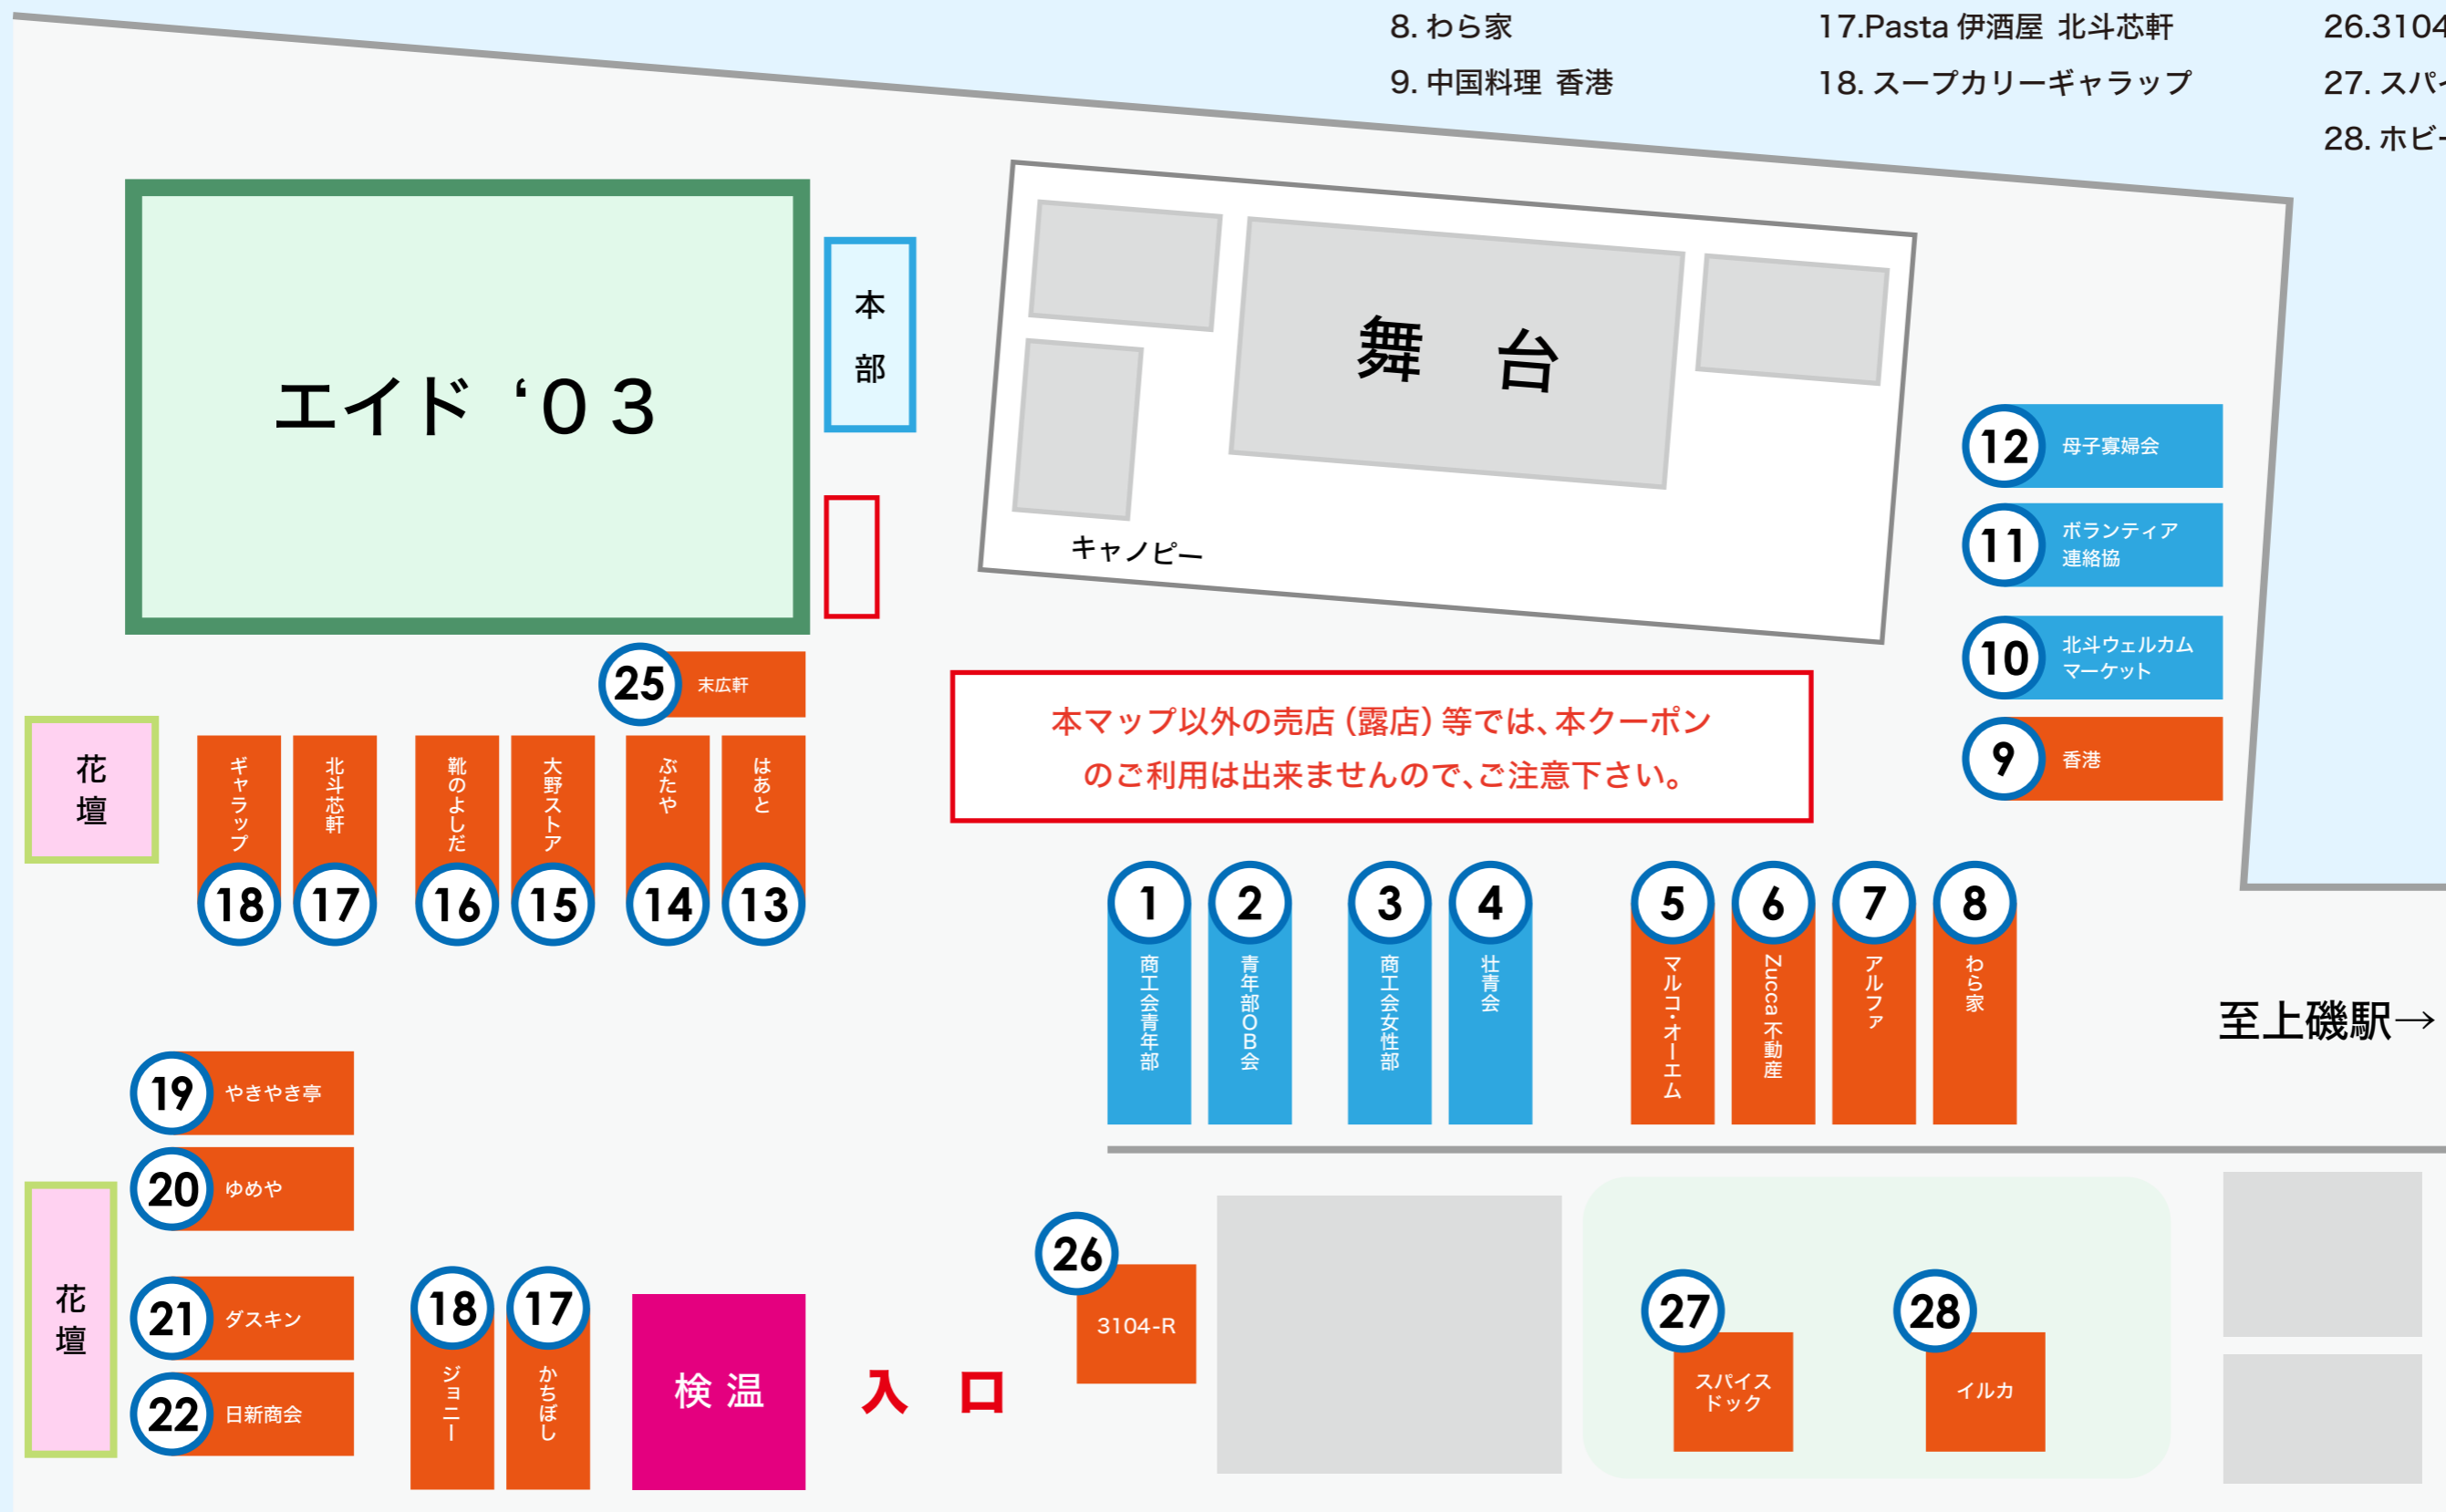 8. わら家
9. 中国料理 香港
17.Pasta 伊酒屋 北斗芯軒
18. スープカリーギャラップ
26.3104
27. スパ
28. ホビー
エイド ‘０３
本部
舞 台
キャノピー
12 母子寡婦会
11 ボランティア
連絡協
10 北斗ウェルカム
マーケット
9 香港
25 末広軒
花壇
ギャラップ 18
北斗芯軒 17
靴のよしだ 16
大野ストア 15
ぶたや 14
はあと 13
本マップ以外の売店（露店）等では、本クーポン
のご利用は出来ませんので、ご注意下さい。
1 商工会青年部
2 青年部ＯＢ会
3 商工会女性部
4 壮青会
5 マルコ・オーエム
6 Zucca 不動産
7 アルファ
8 わら家
至上磯駅→
19 やきやき亭
20 ゆめや
21 ダスキン
22 日新商会
花壇
18 ジョニー
17 かちぼし
検 温
入 口
26 3104-R
27 スパイス
ドック
28 イルカ